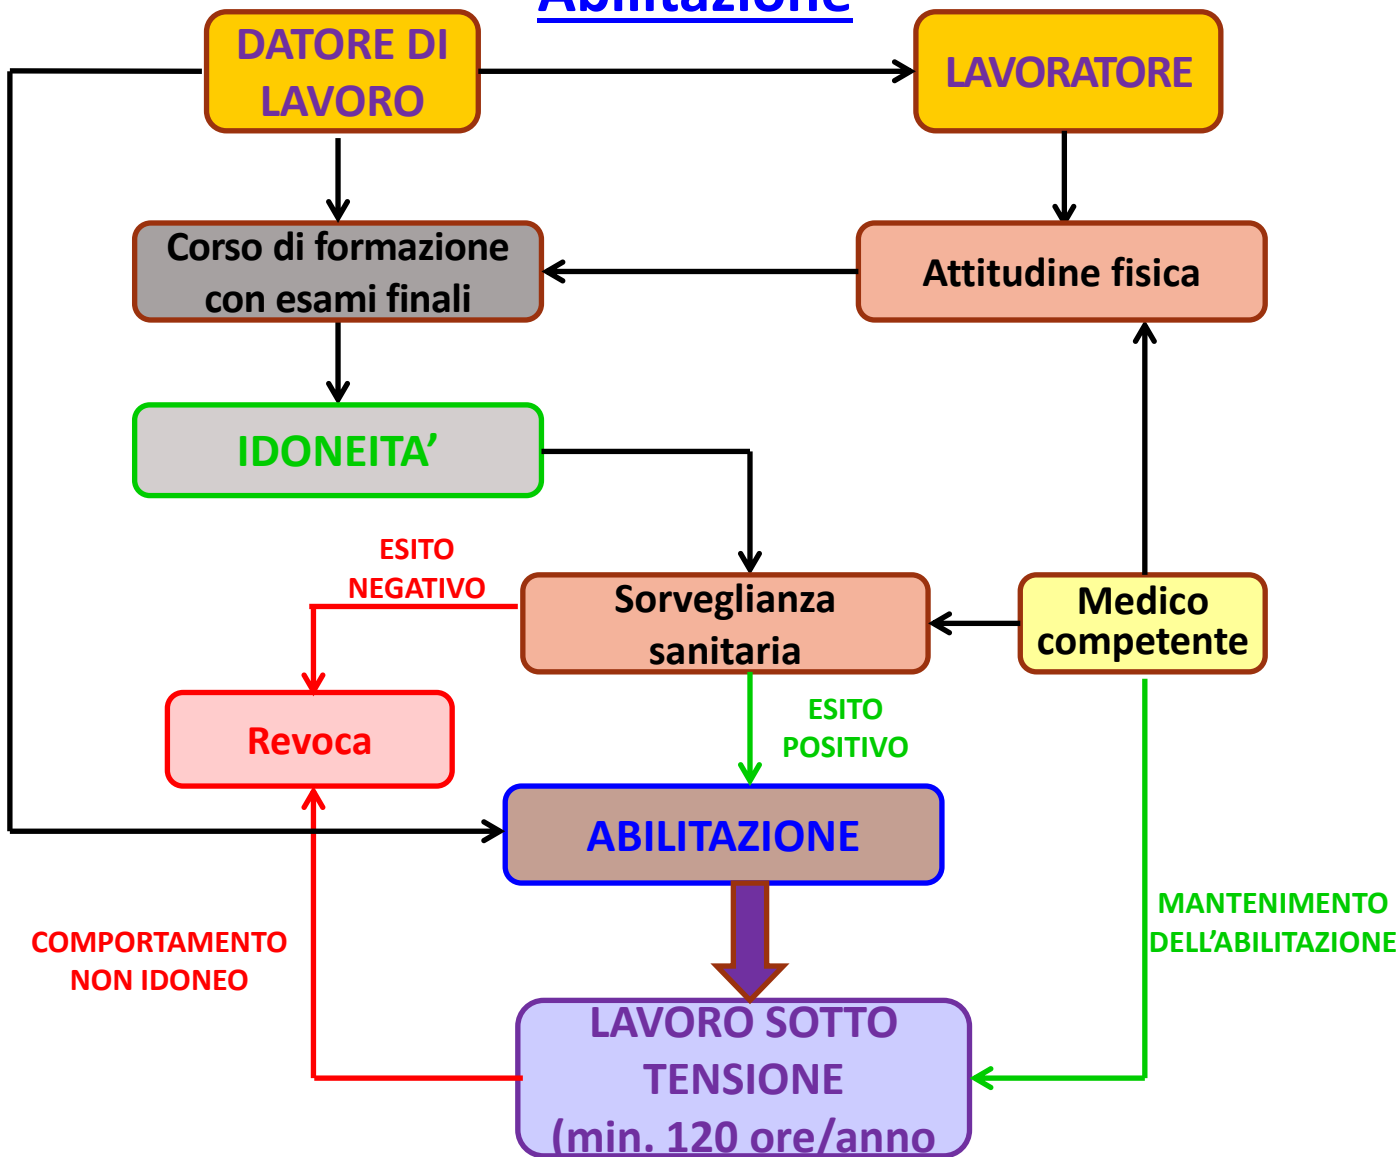 Abilitazione
DATORE DI
LAVORO
LAVORATORE
Corso di formazione
con esami finali
Attitudine fisica
IDONEITA’
ESITO
NEGATIVO
Sorveglianza
sanitaria
Medico
competente
Revoca
ESITO
POSITIVO
ABILITAZIONE
COMPORTAMENTO
NON IDONEO
MANTENIMENTO
DELL’ABILITAZIONE
LAVORO SOTTO
TENSIONE
(min. 120 ore/anno